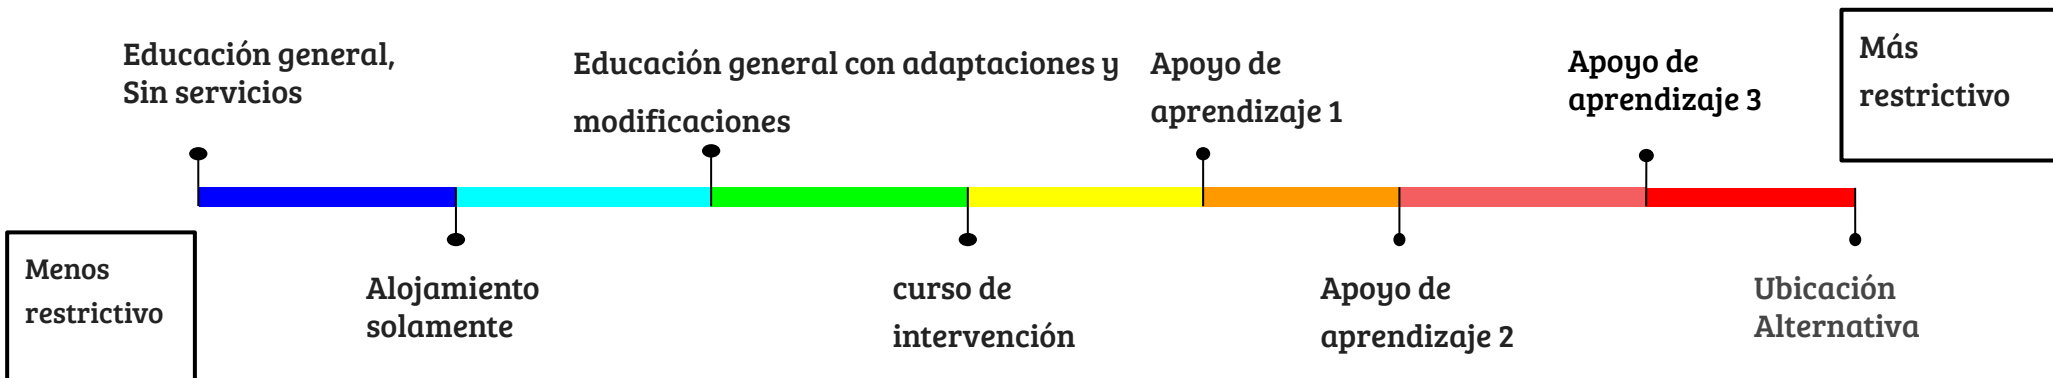 Educación general,
Sin servicios
Educación general con adaptaciones y
modificaciones
Apoyo de
aprendizaje 1
Apoyo de
aprendizaje 3
Más
restrictivo
Menos
restrictivo
Alojamiento
solamente
curso de
intervención
Apoyo de
aprendizaje 2
Ubicación
Alternativa